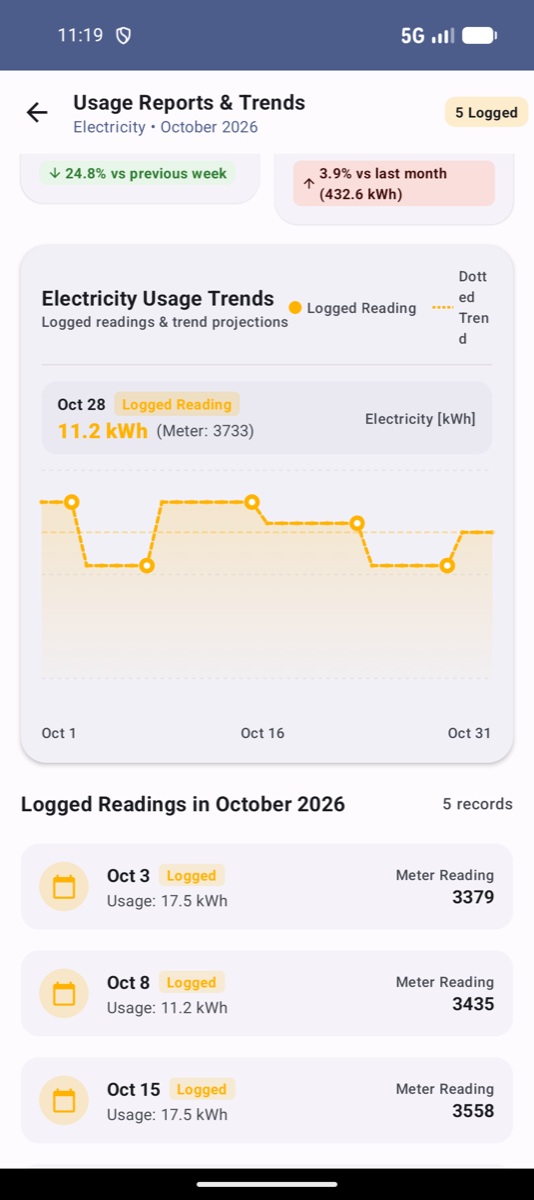 11:19
5G
Usage Reports & Trends
Electricity • October 2026
5 Logged
↓ 24.8% vs previous week
↑ 3.9% vs last month
(432.6 kWh)
Electricity Usage Trends
Logged readings & trend projections
Logged Reading
Dott
ed
Tren
d
Oct 28 Logged Reading
11.2 kWh (Meter: 3733)
Electricity [kWh]
Oct 1 Oct 16 Oct 31
Logged Readings in October 2026 5 records
Oct 3 Logged
Usage: 17.5 kWh
Meter Reading
3379
Oct 8 Logged
Usage: 11.2 kWh
Meter Reading
3435
Oct 15 Logged
Usage: 17.5 kWh
Meter Reading
3558